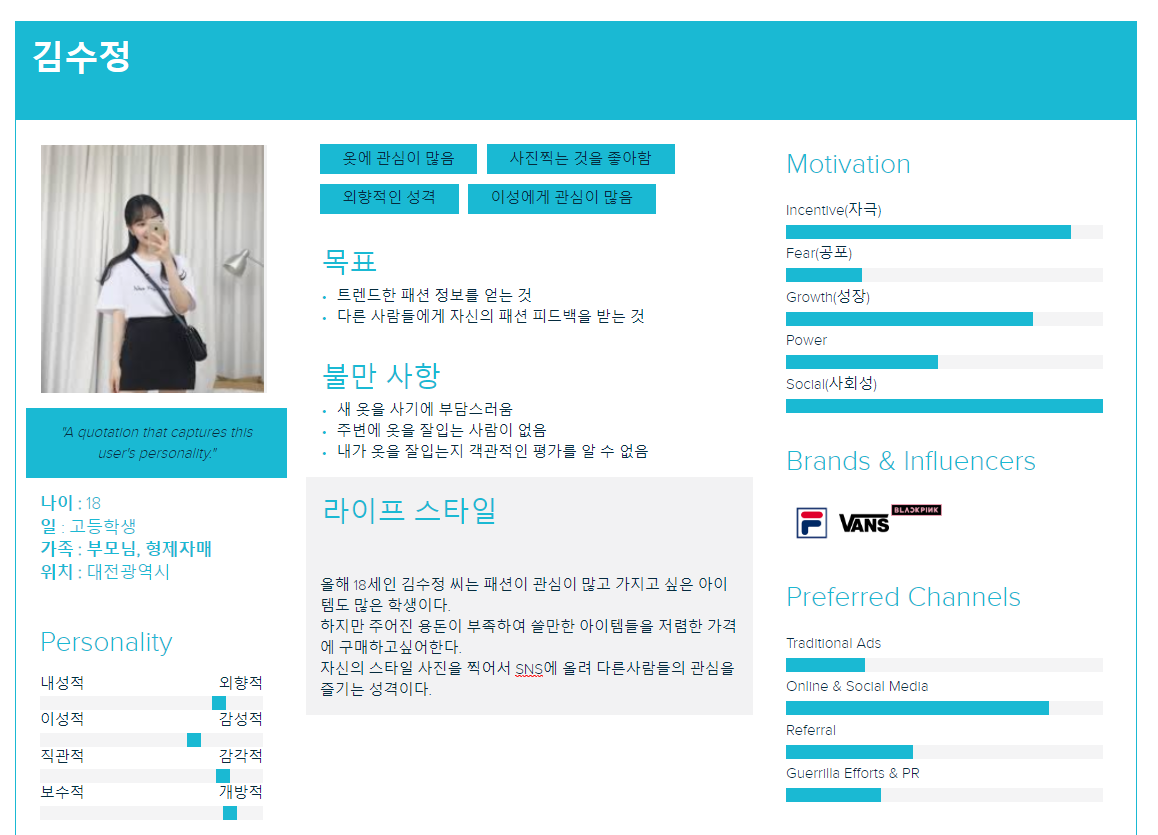 김수정
"A quotation that captures this
user's personality."
나이 : 18
일 : 고등학생
가족 : 부모님, 형제자매
위치 : 대전광역시
Personality
내성적 외향적
이성적 감성적
직관적 감각적
보수적 개방적
옷에 관심이 많음 사진찍는 것을 좋아함
외향적인 성격 이성에게 관심이 많음
목표
• 트렌드한 패션 정보를 얻는 것
• 다른 사람들에게 자신의 패션 피드백을 받는 것
불만 사항
• 새 옷을 사기에 부담스러움
• 주변에 옷을 잘입는 사람이 없음
• 내가 옷을 잘입는지 객관적인 평가를 알 수 없음
라이프 스타일
올해 18세인 김수정 씨는 패션이 관심이 많고 가지고 싶은 아이
템도 많은 학생이다.
하지만 주어진 용돈이 부족하여 쓸만한 아이템들을 저렴한 가격
에 구매하고싶어한다.
자신의 스타일 사진을 찍어서 SNS에 올려 다른사람들의 관심을
즐기는 성격이다.
Motivation
Incentive(자극)
Fear(공포)
Growth(성장)
Power
Social(사회성)
Brands & Influencers
VANS BLACKPINK
Preferred Channels
Traditional Ads
Online & Social Media
Referral
Guerrilla Efforts & PR